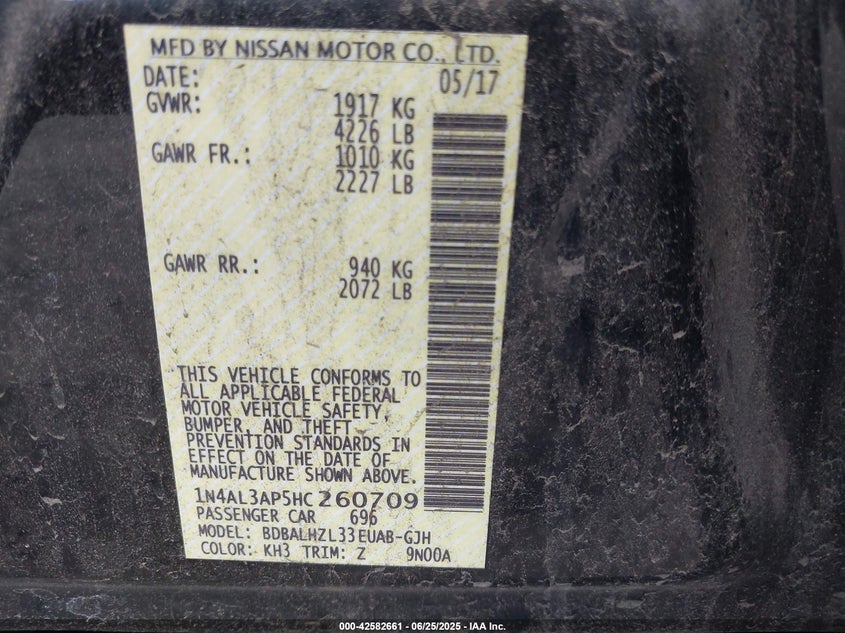 MFD BY NISSAN MOTOR CO., LTD.
DATE: 05/17
GVWR: 1917 KG
4226 LB
GAWR FR.: 1010 KG
2227 LB
GAWR RR.: 940 KG
2072 LB
THIS VEHICLE CONFORMS TO
ALL APPLICABLE FEDERAL
MOTOR VEHICLE SAFETY,
BUMPER, AND THEFT
PREVENTION STANDARDS IN
EFFECT ON THE DATE OF
MANUFACTURE SHOWN ABOVE.
1N4AL3AP5HC260709
PASSENGER CAR 696
MODEL: BDBALHZL33EUAB-GJH
COLOR: KH3 TRIM: Z 9N00A
000-42582661 - 06/25/2025 - IAA Inc.